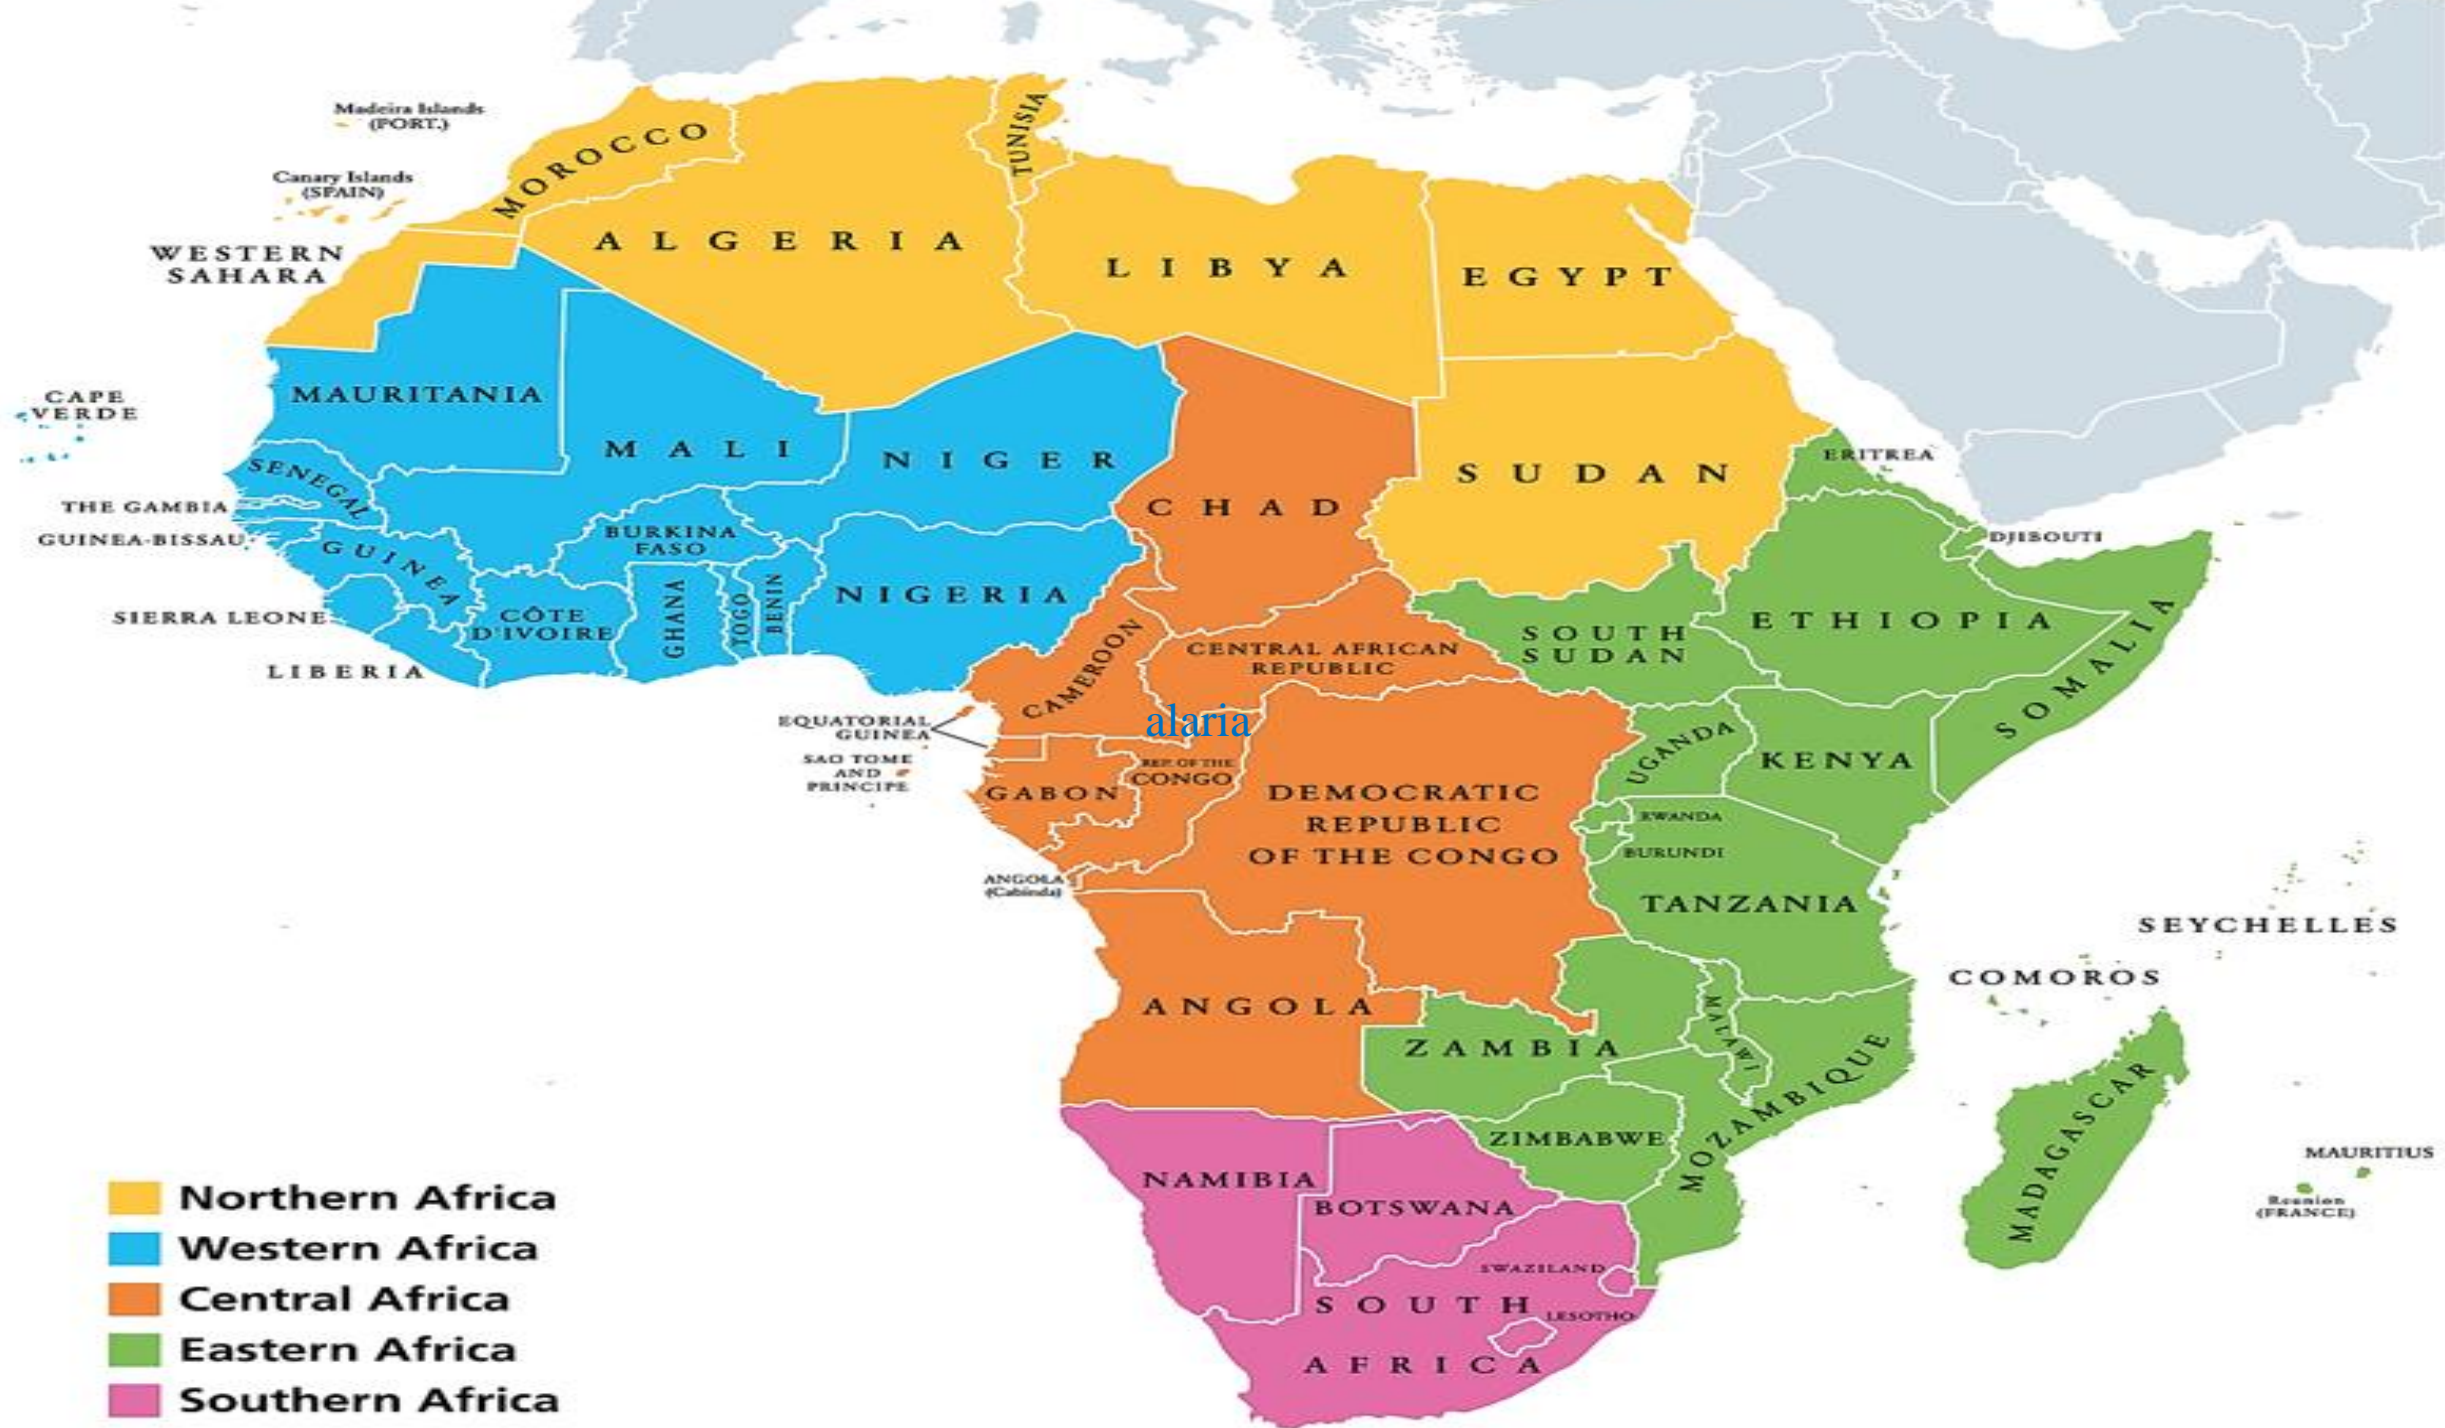 Madeira Islands
(PORT.)
Canary Islands
(SPAIN)
MOROCCO
TUNISIA
ALGERIA
LIBYA
EGYPT
WESTERN
SAHARA
CAPE
VERDE
MAURITANIA
MALI
NIGER
CHAD
SUDAN
ERITREA
SENEGAL
THE GAMBIA
GUINEA-BISSAU
GUINEA
BURKINA
FASO
DJIBOUTI
SIERRA LEONE
LIBERIA
CÔTE
D'IVOIRE
GHANA
TOGO
BENIN
NIGERIA
CAMEROON
CENTRAL AFRICAN
REPUBLIC
SOUTH
SUDAN
ETHIOPIA
SOMALIA
alaria
EQUATORIAL
GUINEA
SAO TOME
AND
PRINCIPE
GABON
REP. OF THE
CONGO
DEMOCRATIC
REPUBLIC
OF THE CONGO
UGANDA
KENYA
RWANDA
BURUNDI
TANZANIA
ANGOLA
(Cabinda)
SEYCHELLES
COMOROS
ANGOLA
ZAMBIA
MALAWI
MOZAMBIQUE
ZIMBABWE
MADAGASCAR
MAURITIUS
Reunion
(FRANCE)
NAMIBIA
BOTSWANA
SWAZILAND
SOUTH
LESOTHO
AFRICA
Northern Africa
Western Africa
Central Africa
Eastern Africa
Southern Africa